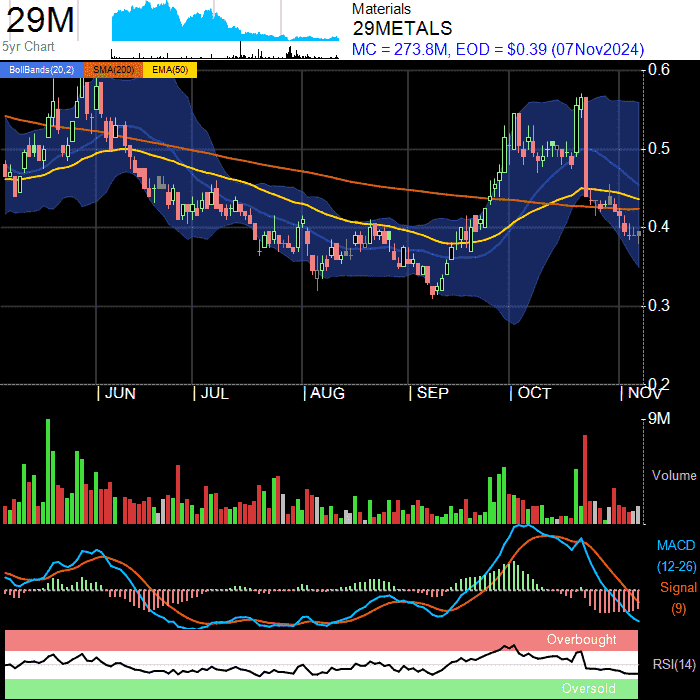 29M
5yr Chart
Materials
29METALS
MC = 273.8M, EOD = $0.39 (07Nov2024)
BollBands(20,2) SMA(200) EMA(50)
0.6
0.5
0.4
0.3
0.2
JUN JUL AUG SEP OCT NOV
9M
Volume
MACD
(12-26)
Signal
(9)
Overbought
RSI(14)
Oversold